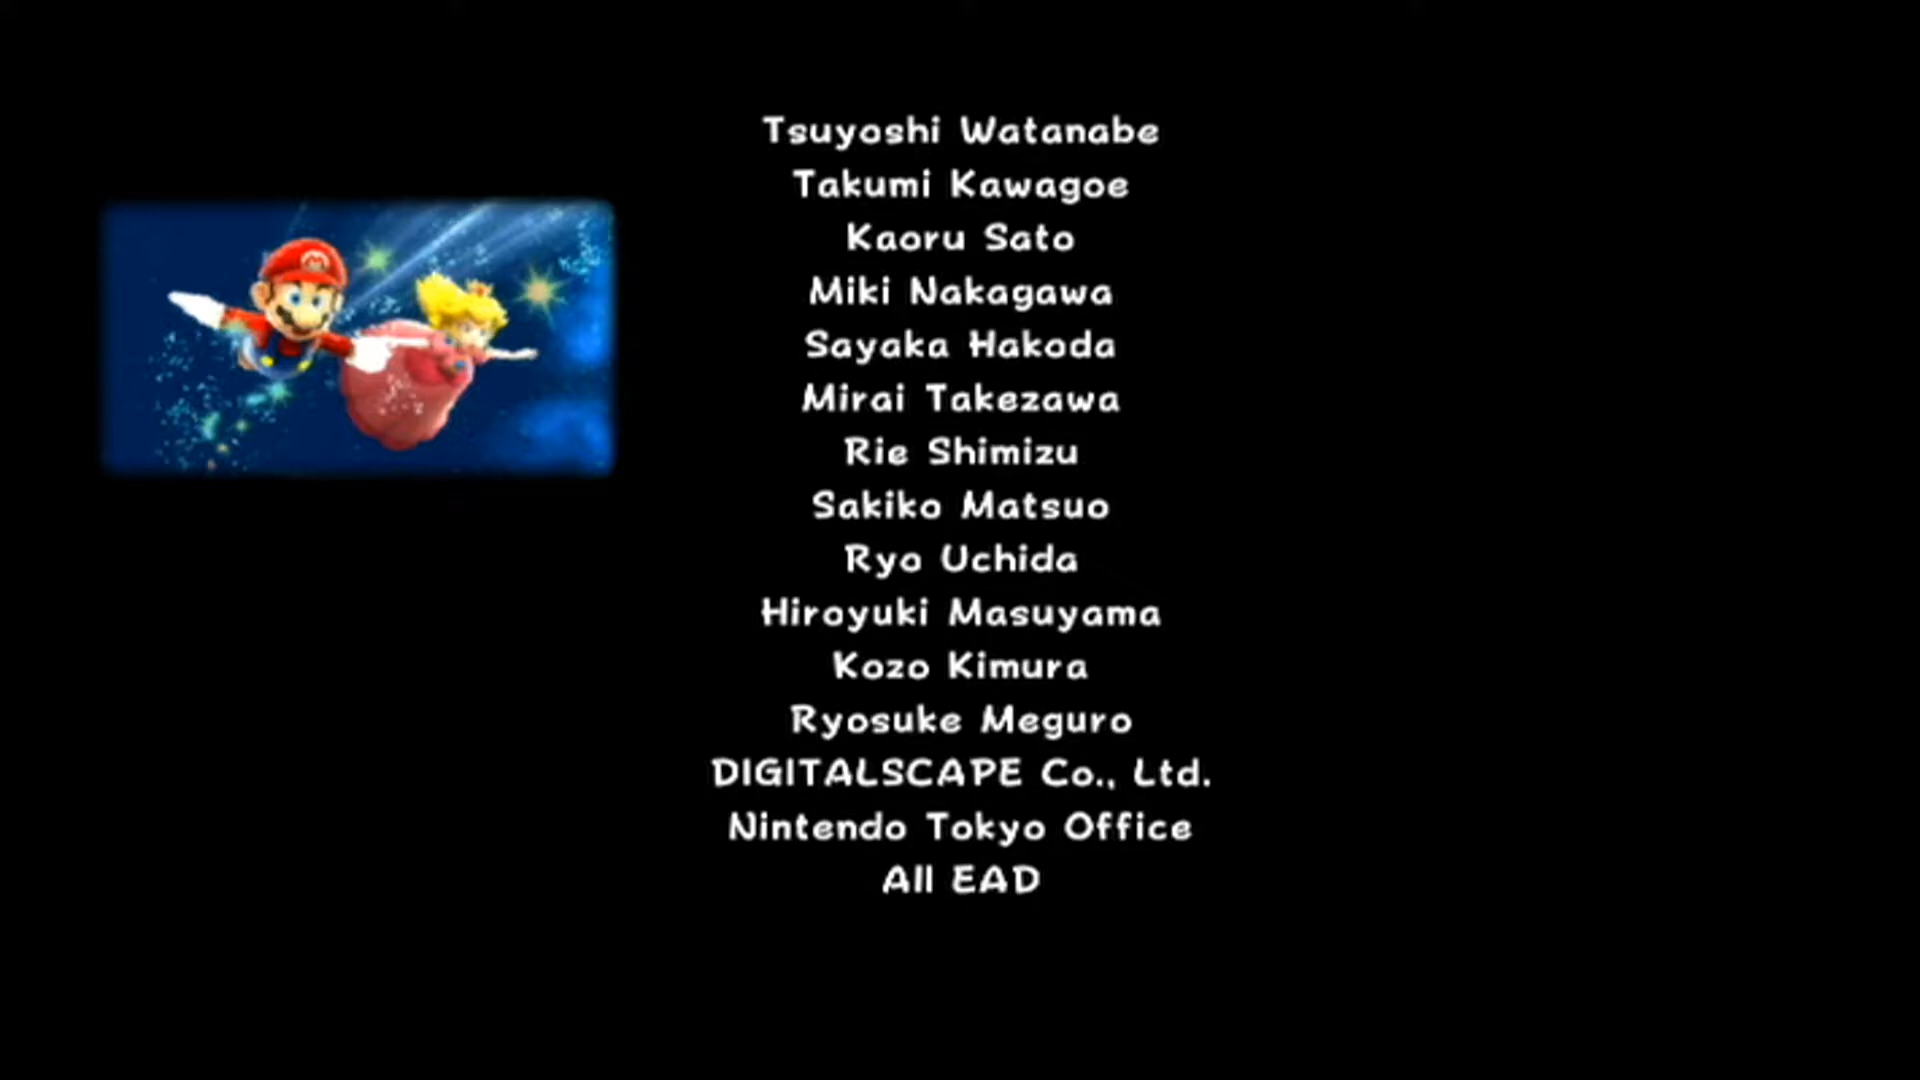 Tsuyoshi Watanabe
Takumi Kawagoe
Kaoru Sato
Miki Nakagawa
Sayaka Hakoda
Mirai Takezawa
Rie Shimizu
Sakiko Matsuo
Ryo Uchida
Hiroyuki Masuyama
Kozo Kimura
Ryosuke Meguro
DIGITALSCAPE Co., Ltd.
Nintendo Tokyo Office
All EAD